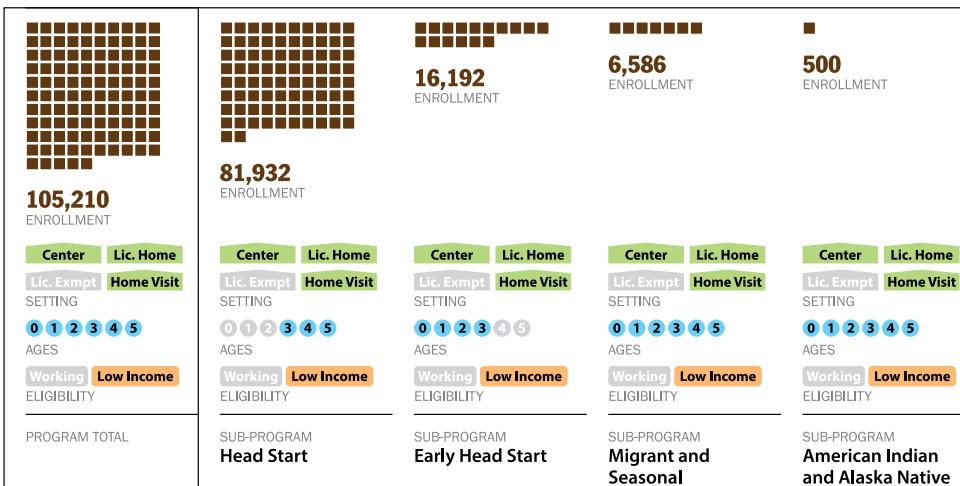 105,210
ENROLLMENT
Center Lic. Home
Lic. Exmpt Home Visit
SETTING
0 1 2 3 4 5
AGES
Working Low Income
ELIGIBILITY
PROGRAM TOTAL
81,932
ENROLLMENT
Center Lic. Home
Lic. Exmpt Home Visit
SETTING
0 1 2 3 4 5
AGES
Working Low Income
ELIGIBILITY
SUB-PROGRAM
Head Start
16,192
ENROLLMENT
Center Lic. Home
Lic. Exmpt Home Visit
SETTING
0 1 2 3 4 5
AGES
Working Low Income
ELIGIBILITY
SUB-PROGRAM
Early Head Start
6,586
ENROLLMENT
Center Lic. Home
Lic. Exmpt Home Visit
SETTING
0 1 2 3 4 5
AGES
Working Low Income
ELIGIBILITY
SUB-PROGRAM
Migrant and
Seasonal
500
ENROLLMENT
Center Lic. Home
Lic. Exmpt Home Visit
SETTING
0 1 2 3 4 5
AGES
Working Low Income
ELIGIBILITY
SUB-PROGRAM
American Indian
and Alaska Native